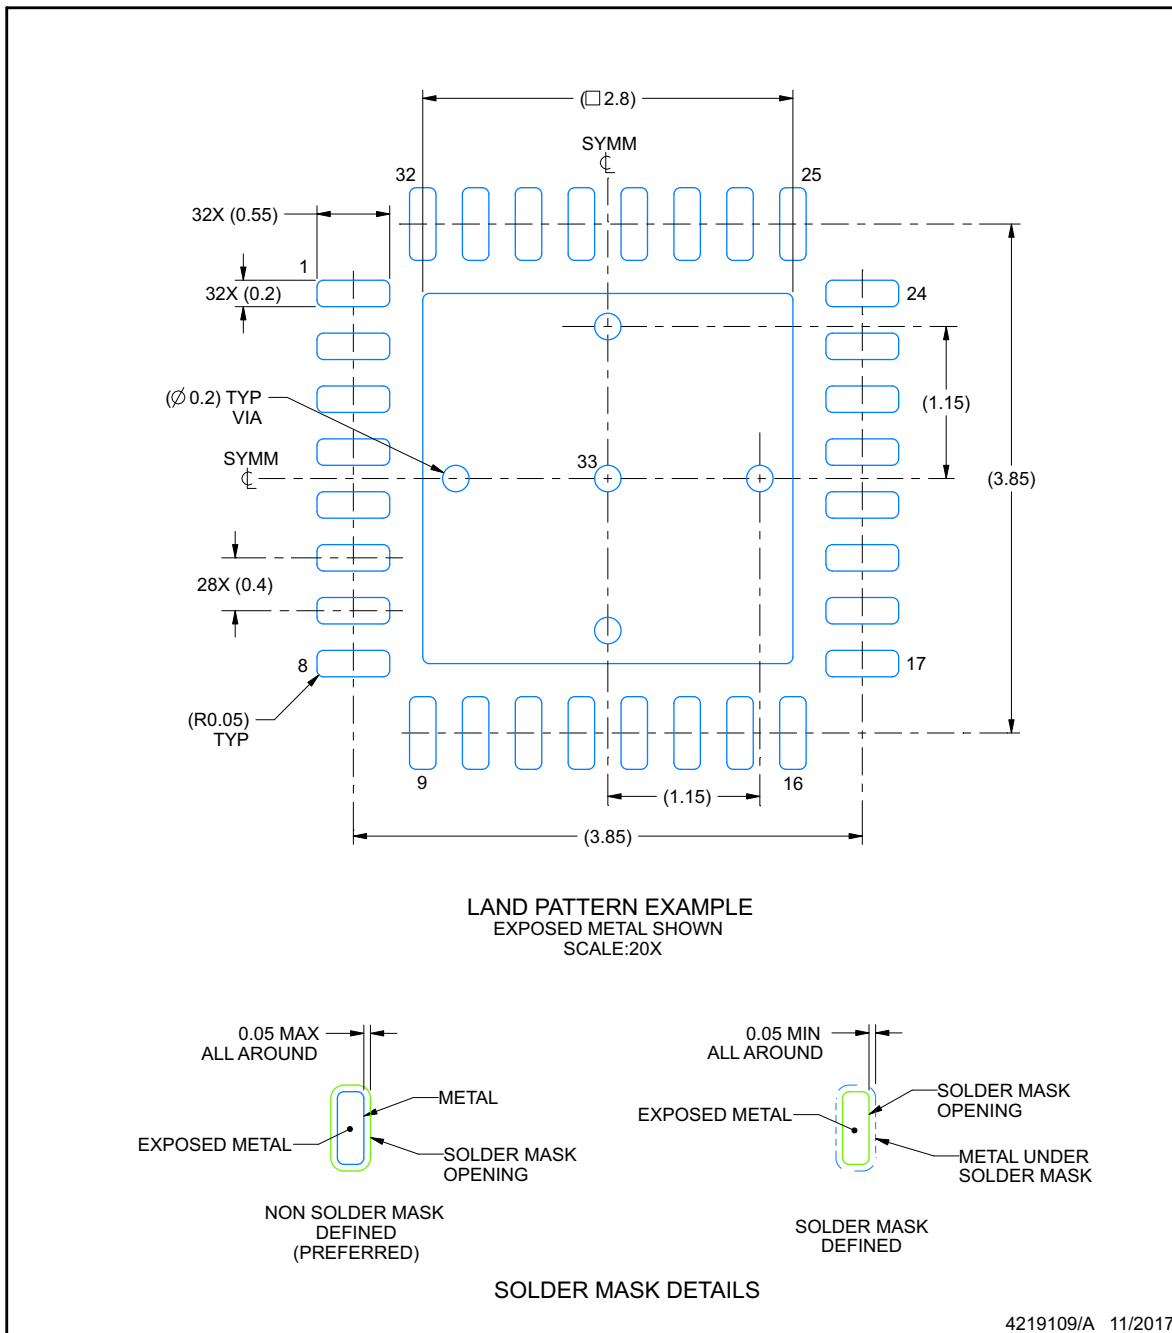 (□ 2.8)
SYMM
℄
32
25
32X (0.55)
1
24
32X (0.2)
(1.15)
(Ø 0.2) TYP
VIA
33
SYMM
℄
(3.85)
28X (0.4)
8
17
(R0.05)
TYP
9
16
(1.15)
(3.85)
LAND PATTERN EXAMPLE
EXPOSED METAL SHOWN
SCALE:20X
0.05 MAX
ALL AROUND
METAL
EXPOSED METAL
SOLDER MASK
OPENING
NON SOLDER MASK
DEFINED
(PREFERRED)
0.05 MIN
ALL AROUND
SOLDER MASK
OPENING
EXPOSED METAL
METAL UNDER
SOLDER MASK
SOLDER MASK
DEFINED
SOLDER MASK DETAILS
4219109/A 11/2017